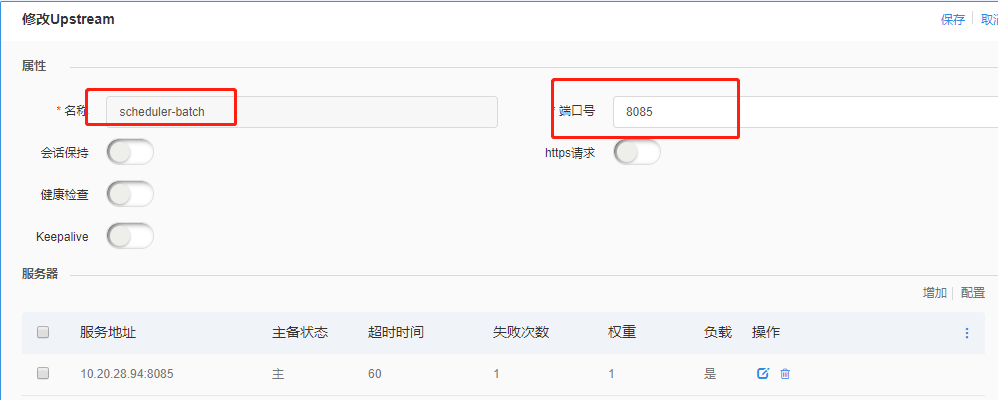 修改Upstream 保存 取消
属性
* 名称 scheduler-batch * 端口号 8085
会话保持 https请求
健康检查
Keepalive
服务器
增加 配置
服务地址 主备状态 超时时间 失败次数 权重 负载 操作
10.20.28.94:8085 主 60 1 1 是